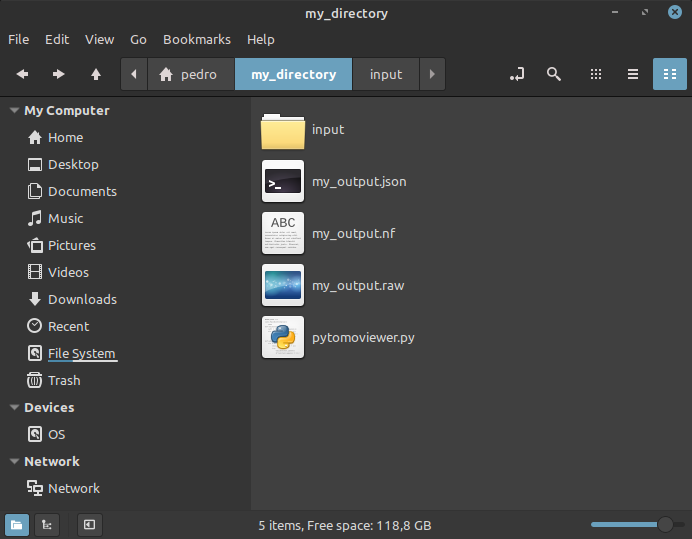 my_directory
File Edit View Go Bookmarks Help
pedro my_directory input
My Computer
Home
Desktop
Documents
Music
Pictures
Videos
Downloads
Recent
File System
Trash
Devices
OS
Network
Network
input
my_output.json
ABC
my_output.nf
my_output.raw
pytomoviewer.py
5 items, Free space: 118,8 GB